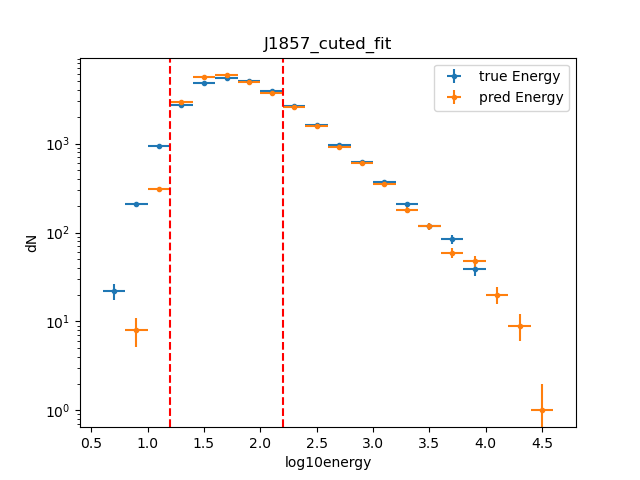 J1857_cuted_fit
true Energy
pred Energy
dN
10³
10²
10¹
10⁰
0.5 1.0 1.5 2.0 2.5 3.0 3.5 4.0 4.5
log10energy